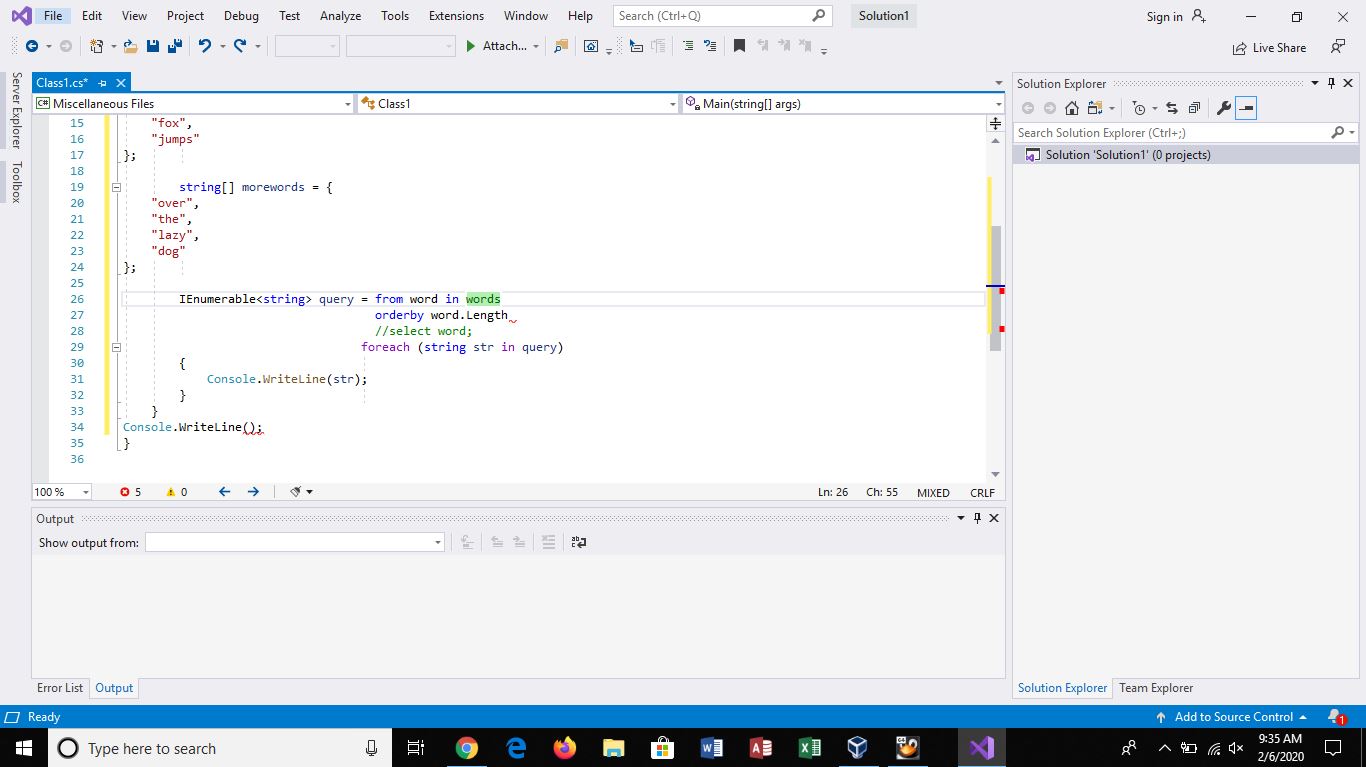 File Edit View Project Debug Test Analyze Tools Extensions Window Help Search (Ctrl+Q) Solution1 Sign in
Attach... Live Share
Server Explorer
Toolbox
Class1.cs*
Miscellaneous Files Class1 Main(string[] args)
15 "fox",
16 "jumps"
17 };
18
19 string[] morewords = {
20 "over",
21 "the",
22 "lazy",
23 "dog"
24 };
25
26 IEnumerable<string> query = from word in words
27 orderby word.Length
28 //select word;
29 foreach (string str in query)
30 {
31 Console.WriteLine(str);
32 }
33 }
34 Console.WriteLine();
35 }
36
100 % 5 0 Ln: 26 Ch: 55 MIXED CRLF
Output
Show output from:
Error List Output
Solution Explorer
Search Solution Explorer (Ctrl+;)
Solution 'Solution1' (0 projects)
Solution Explorer Team Explorer
Ready Add to Source Control 1
Type here to search 9:35 AM
2/6/2020